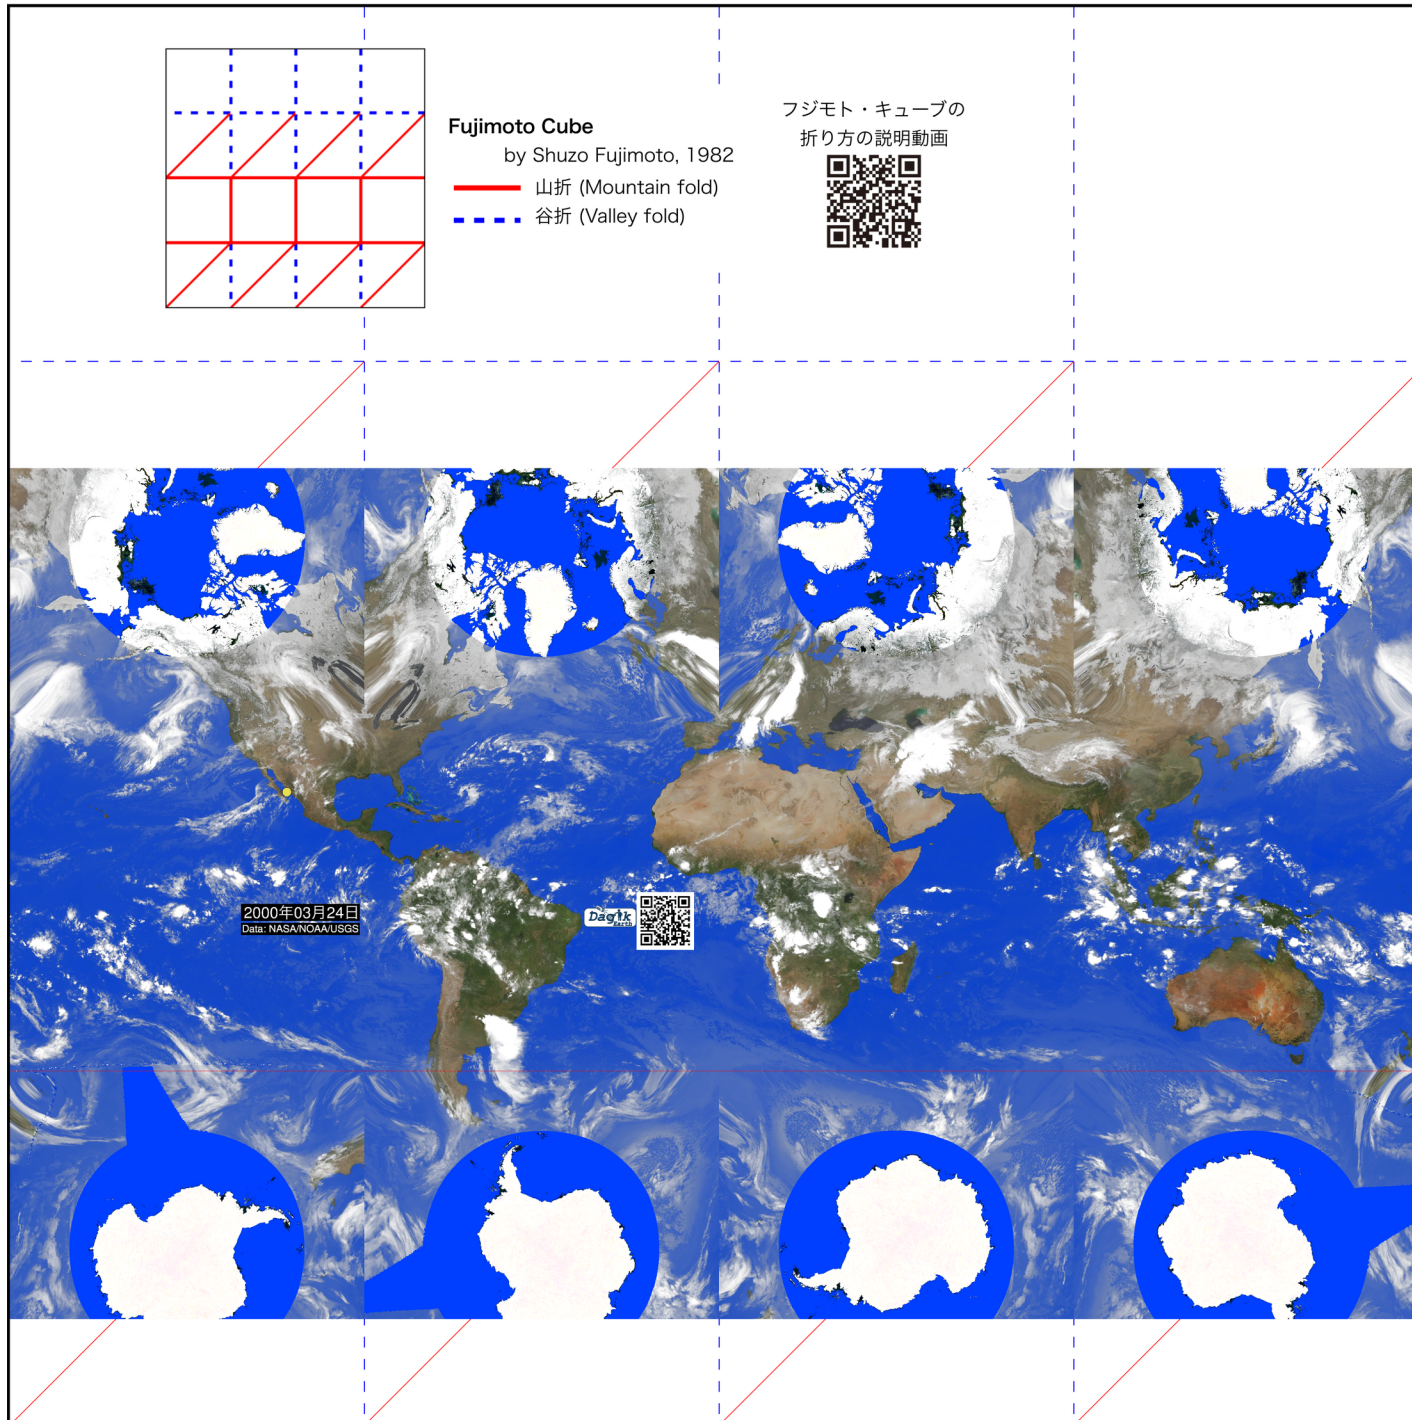 Fujimoto Cube
by Shuzo Fujimoto, 1982
山折 (Mountain fold)
谷折 (Valley fold)
フジモト・キューブの
折り方の説明動画
2000年03月24日
Data: NASA/NOAA/USGS
Dagik
Earth